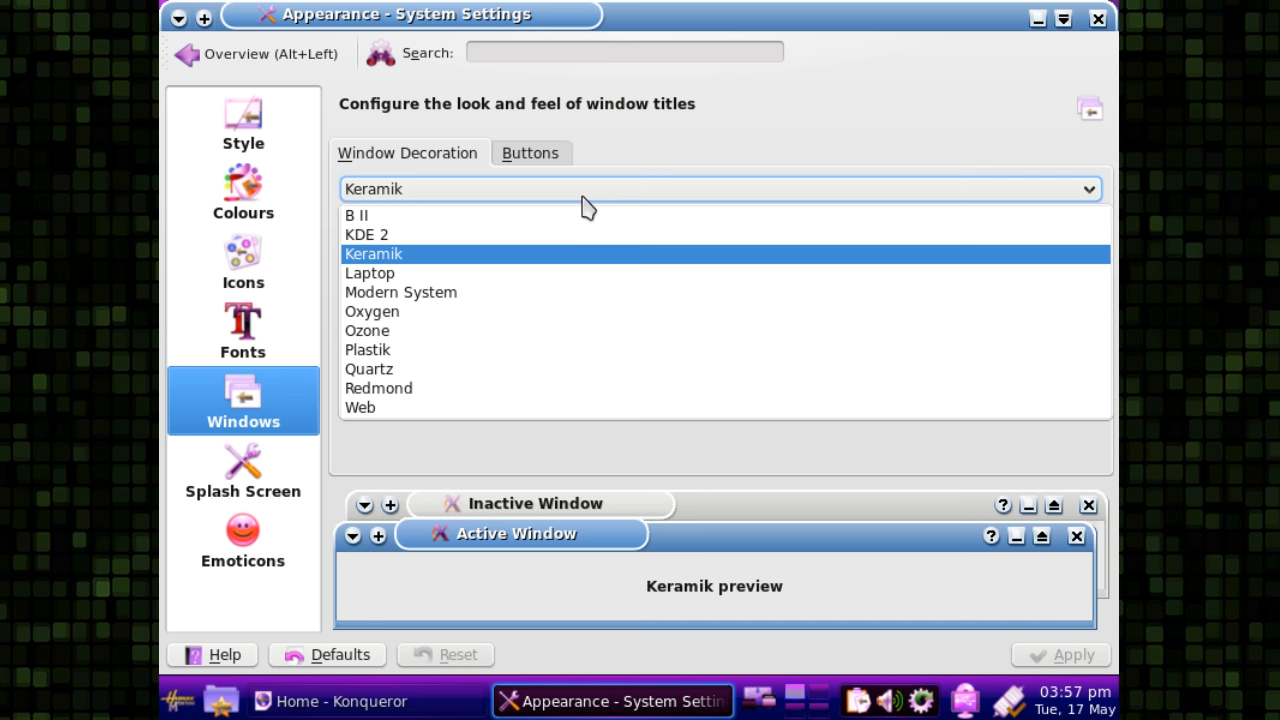 Appearance - System Settings
Overview (Alt+Left)
Search:
Configure the look and feel of window titles
Style
Colours
Icons
Fonts
Windows
Splash Screen
Emoticons
Window Decoration
Buttons
Keramik
B II
KDE 2
Keramik
Laptop
Modern System
Oxygen
Ozone
Plastik
Quartz
Redmond
Web
Inactive Window
Active Window
Keramik preview
Help
Defaults
Reset
Apply
Home - Konqueror
Appearance - System Settin
03:57 pm
Tue, 17 May